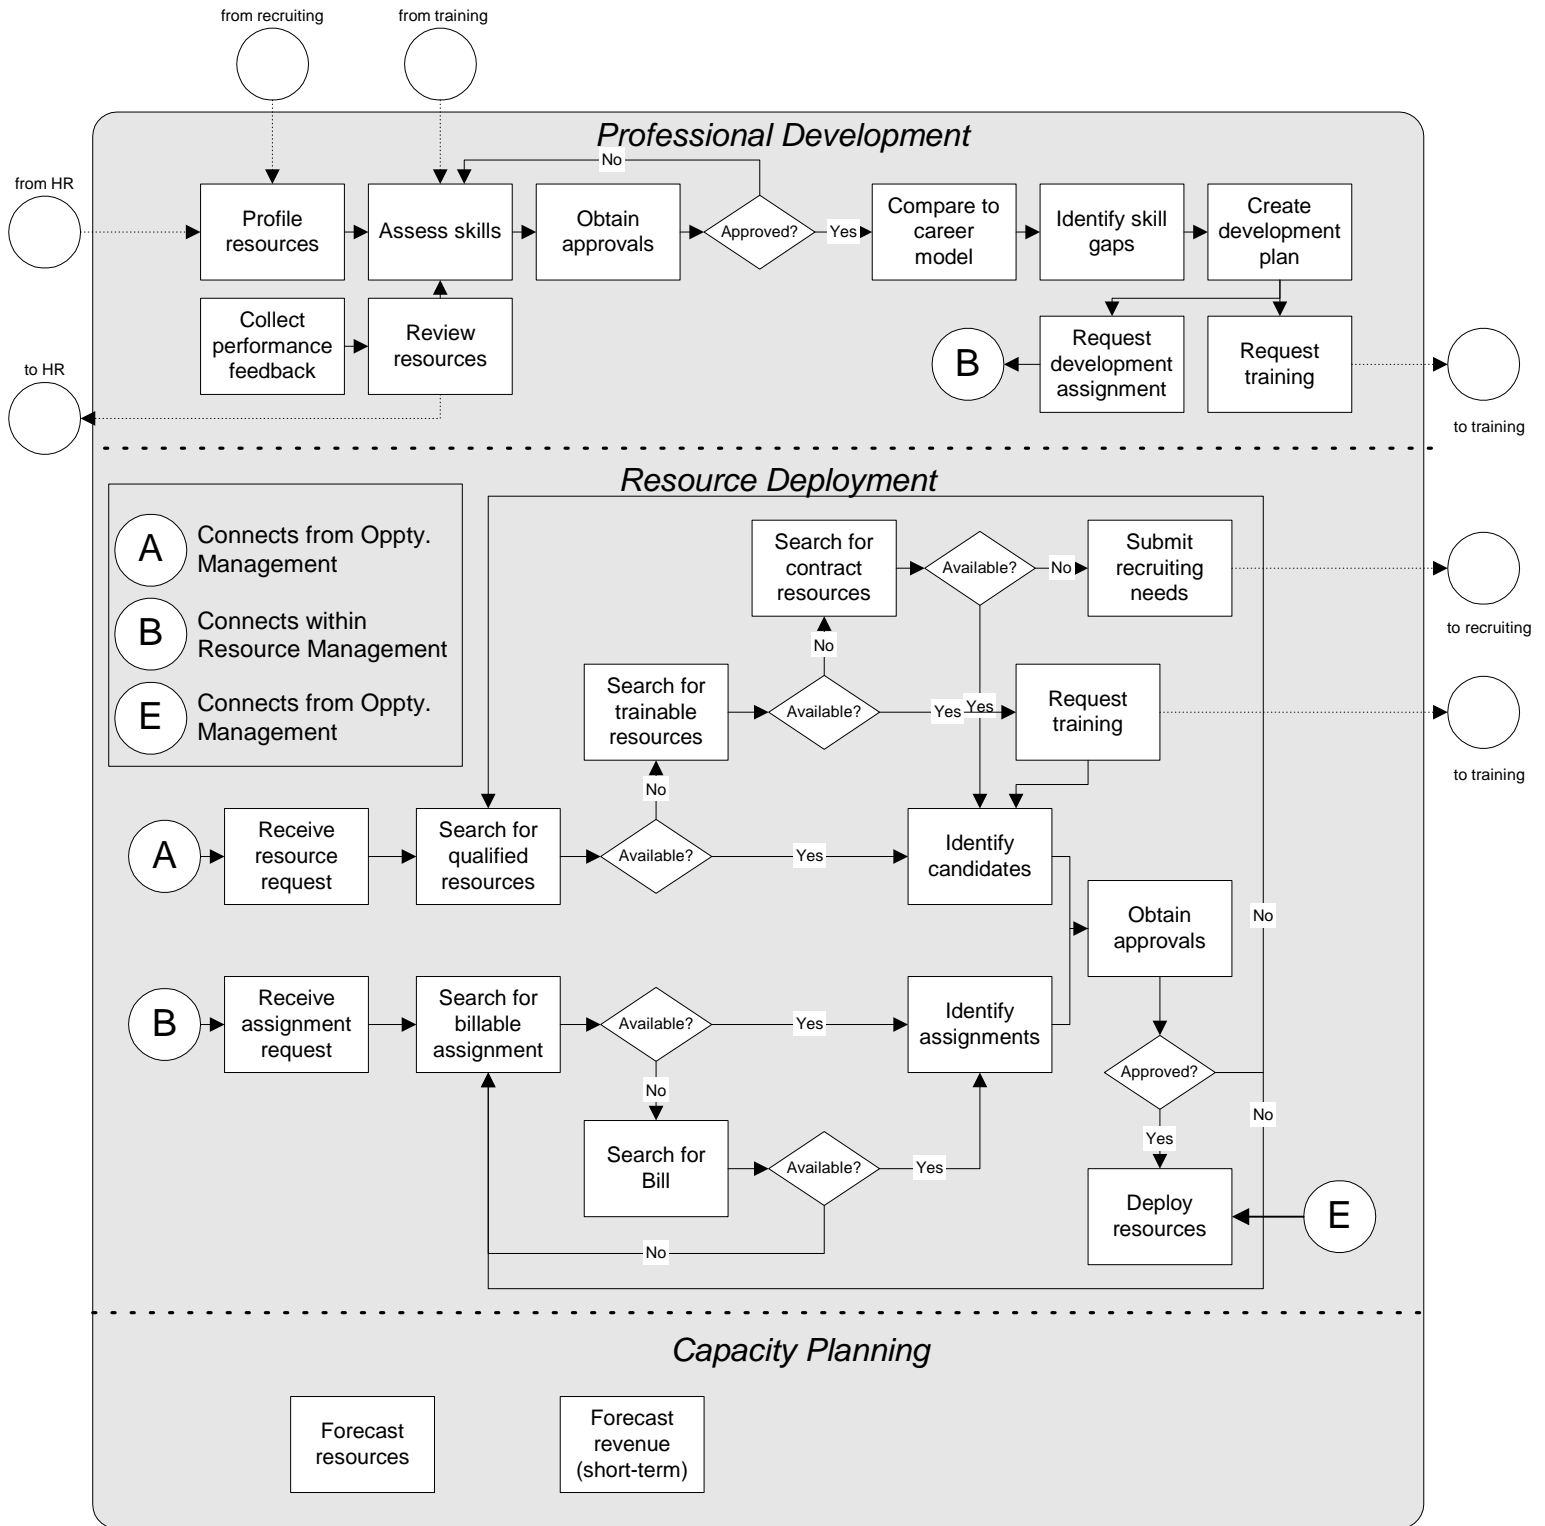 from recruiting
from training
Professional Development
No
from HR
Profile
resources
Assess skills
Obtain
approvals
Approved?
Yes
Compare to
career
model
Identify skill
gaps
Create
development
plan
Collect
performance
feedback
Review
resources
B
Request
development
assignment
Request
training
to HR
to training
Resource Deployment
A
Connects from Oppty.
Management
B
Connects within
Resource Management
E
Connects from Oppty.
Management
Search for
contract
resources
Available?
No
Submit
recruiting
needs
to recruiting
No
Search for
trainable
resources
Available?
Yes
Yes
Request
training
to training
No
A
Receive
resource
request
Search for
qualified
resources
Available?
Yes
Identify
candidates
Obtain
approvals
No
B
Receive
assignment
request
Search for
billable
assignment
Available?
Yes
Identify
assignments
Approved?
No
No
Yes
Search for
Bill
Available?
Yes
Deploy
resources
E
No
Capacity Planning
Forecast
resources
Forecast
revenue
(short-term)